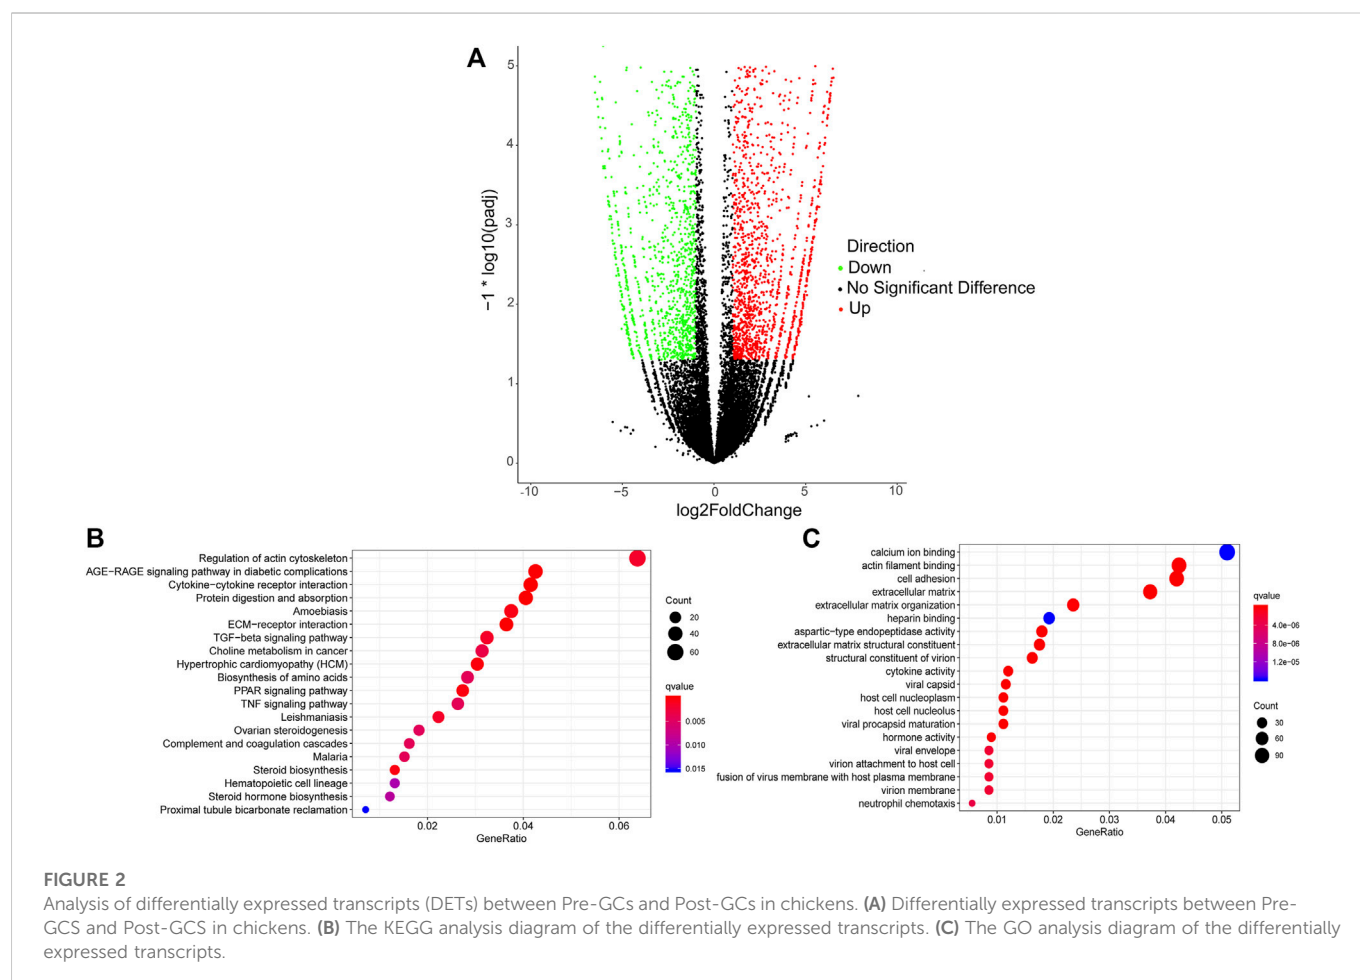 A
5
4
3
2
1
0
−1 * log10(padj)
-10
−5
0
5
10
log2FoldChange
Direction
Down
No Significant Difference
Up
B
Regulation of actin cytoskeleton
AGE−RAGE signaling pathway in diabetic complications
Cytokine−cytokine receptor interaction
Protein digestion and absorption
Amoebiasis
ECM−receptor interaction
TGF−beta signaling pathway
Choline metabolism in cancer
Hypertrophic cardiomyopathy (HCM)
Biosynthesis of amino acids
PPAR signaling pathway
TNF signaling pathway
Leishmaniasis
Ovarian steroidogenesis
Complement and coagulation cascades
Malaria
Steroid biosynthesis
Hematopoietic cell lineage
Steroid hormone biosynthesis
Proximal tubule bicarbonate reclamation
0.02
0.04
0.06
GeneRatio
Count
20
40
60
qvalue
0.005
0.010
0.015
C
calcium ion binding
actin filament binding
cell adhesion
extracellular matrix
extracellular matrix organization
heparin binding
aspartic−type endopeptidase activity
extracellular matrix structural constituent
structural constituent of virion
cytokine activity
viral capsid
host cell nucleoplasm
host cell nucleolus
viral procapsid maturation
hormone activity
viral envelope
virion attachment to host cell
fusion of virus membrane with host plasma membrane
virion membrane
neutrophil chemotaxis
0.01
0.02
0.03
0.04
0.05
GeneRatio
qvalue
4.0e−06
8.0e−06
1.2e−05
Count
30
60
90
FIGURE 2
Analysis of differentially expressed transcripts (DETs) between Pre-GCs and Post-GCs in chickens. (A) Differentially expressed transcripts between Pre-
GCS and Post-GCS in chickens. (B) The KEGG analysis diagram of the differentially expressed transcripts. (C) The GO analysis diagram of the differentially
expressed transcripts.